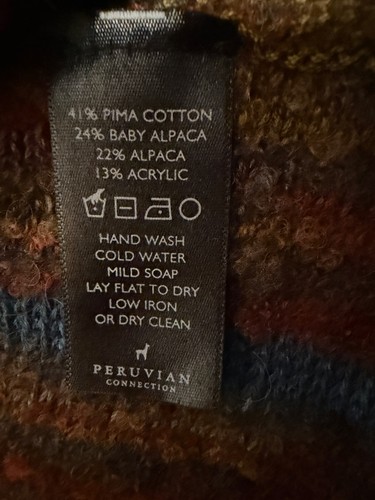 41% PIMA COTTON
24% BABY ALPACA
22% ALPACA
13% ACRYLIC
HAND WASH
COLD WATER
MILD SOAP
LAY FLAT TO DRY
LOW IRON
OR DRY CLEAN
PERUVIAN
CONNECTION